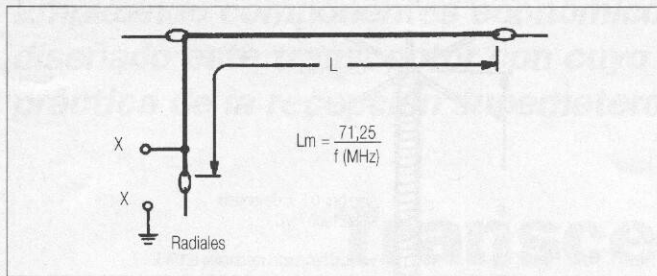 L
X
Lm = 71,25
f (MHz)
X
Radiales